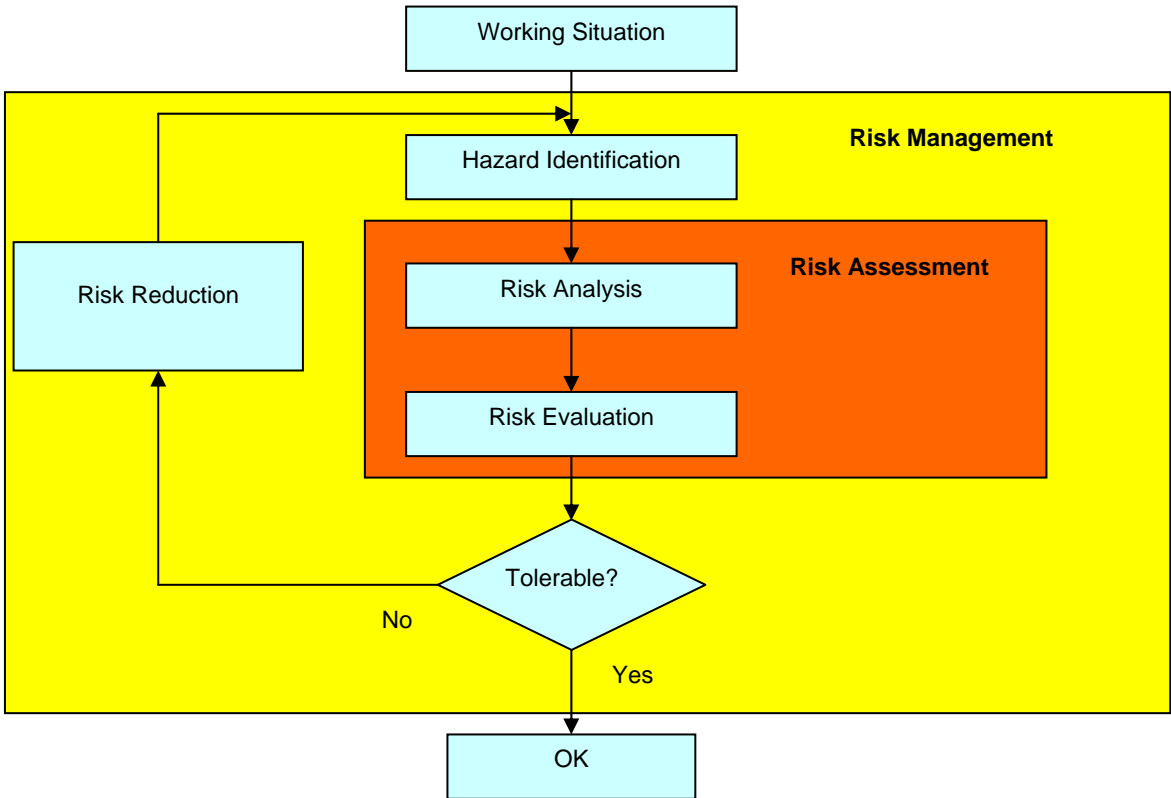 Working Situation
Risk Management
Hazard Identification
Risk Assessment
Risk Reduction
Risk Analysis
Risk Evaluation
Tolerable?
No
Yes
OK